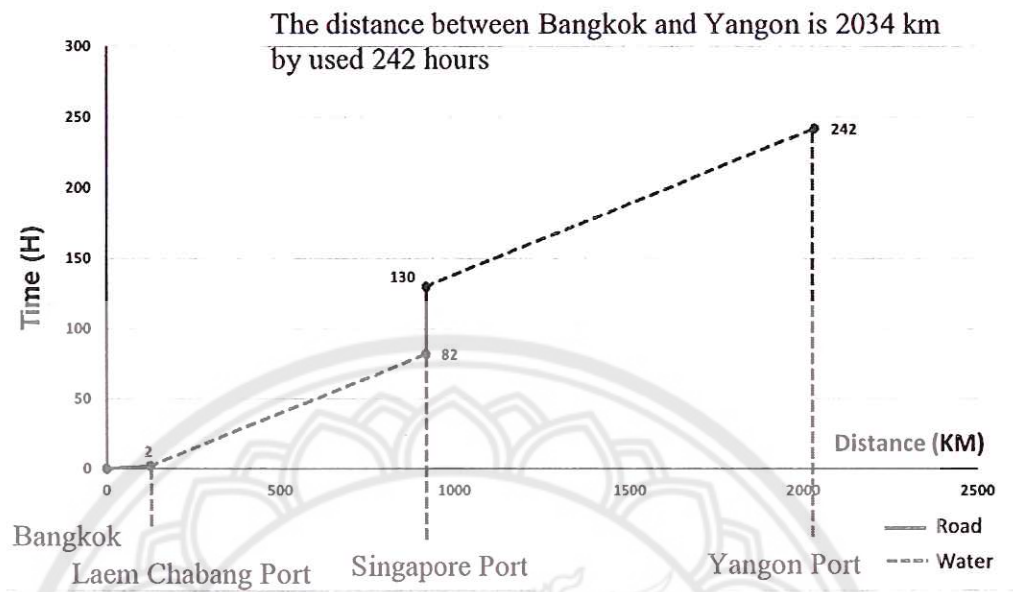 The distance between Bangkok and Yangon is 2034 km
by used 242 hours
300
250
242
200
Time (H)
150
130
100
82
50
2
Distance (KM)
0
0
500
1000
1500
2000
2500
Road
Bangkok
Water
Laem Chabang Port
Singapore Port
Yangon Port